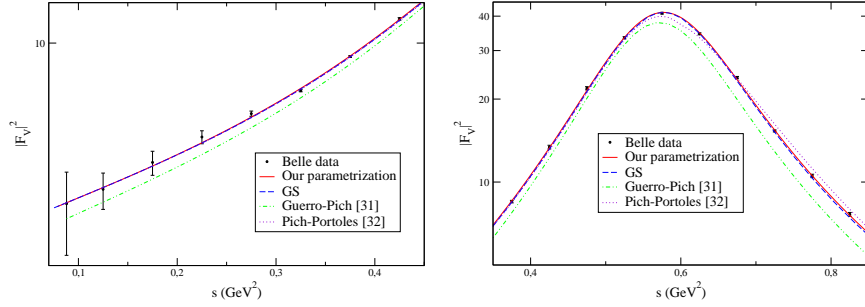 |F_V|^2
10
Belle data
Our parametrization
GS
Guerro-Pich [31]
Pich-Portoles [32]
0,1 0,2 0,3 0,4
s (GeV^2)
|F_V|^2
40
30
20
10
Belle data
Our parametrization
GS
Guerro-Pich [31]
Pich-Portoles [32]
0,4 0,6 0,8
s (GeV^2)